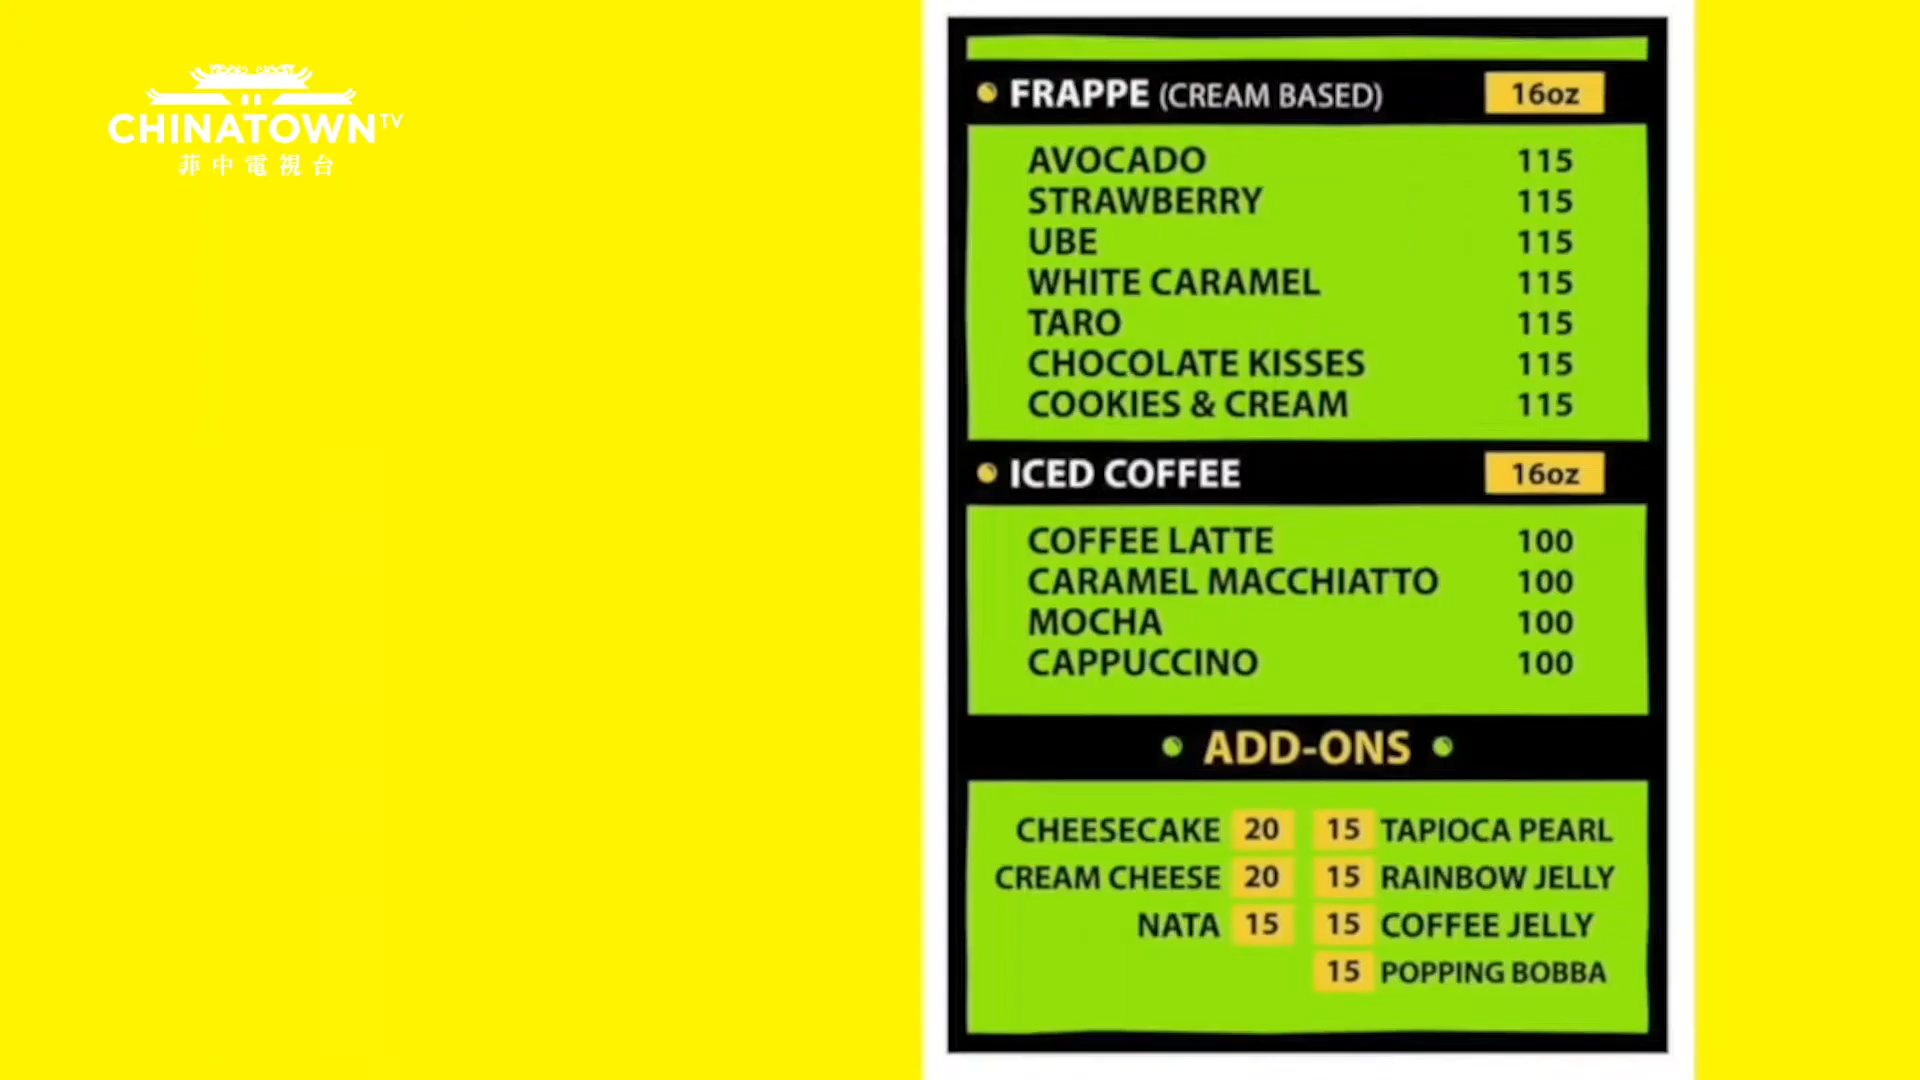 CHINATOWN TV
菲中電視台
FRAPPE (CREAM BASED) 16oz
AVOCADO 115
STRAWBERRY 115
UBE 115
WHITE CARAMEL 115
TARO 115
CHOCOLATE KISSES 115
COOKIES & CREAM 115
ICED COFFEE 16oz
COFFEE LATTE 100
CARAMEL MACCHIATTO 100
MOCHA 100
CAPPUCCINO 100
ADD-ONS
CHEESECAKE 20 15 TAPIOCA PEARL
CREAM CHEESE 20 15 RAINBOW JELLY
NATA 15 15 COFFEE JELLY
15 POPPING BOBBA